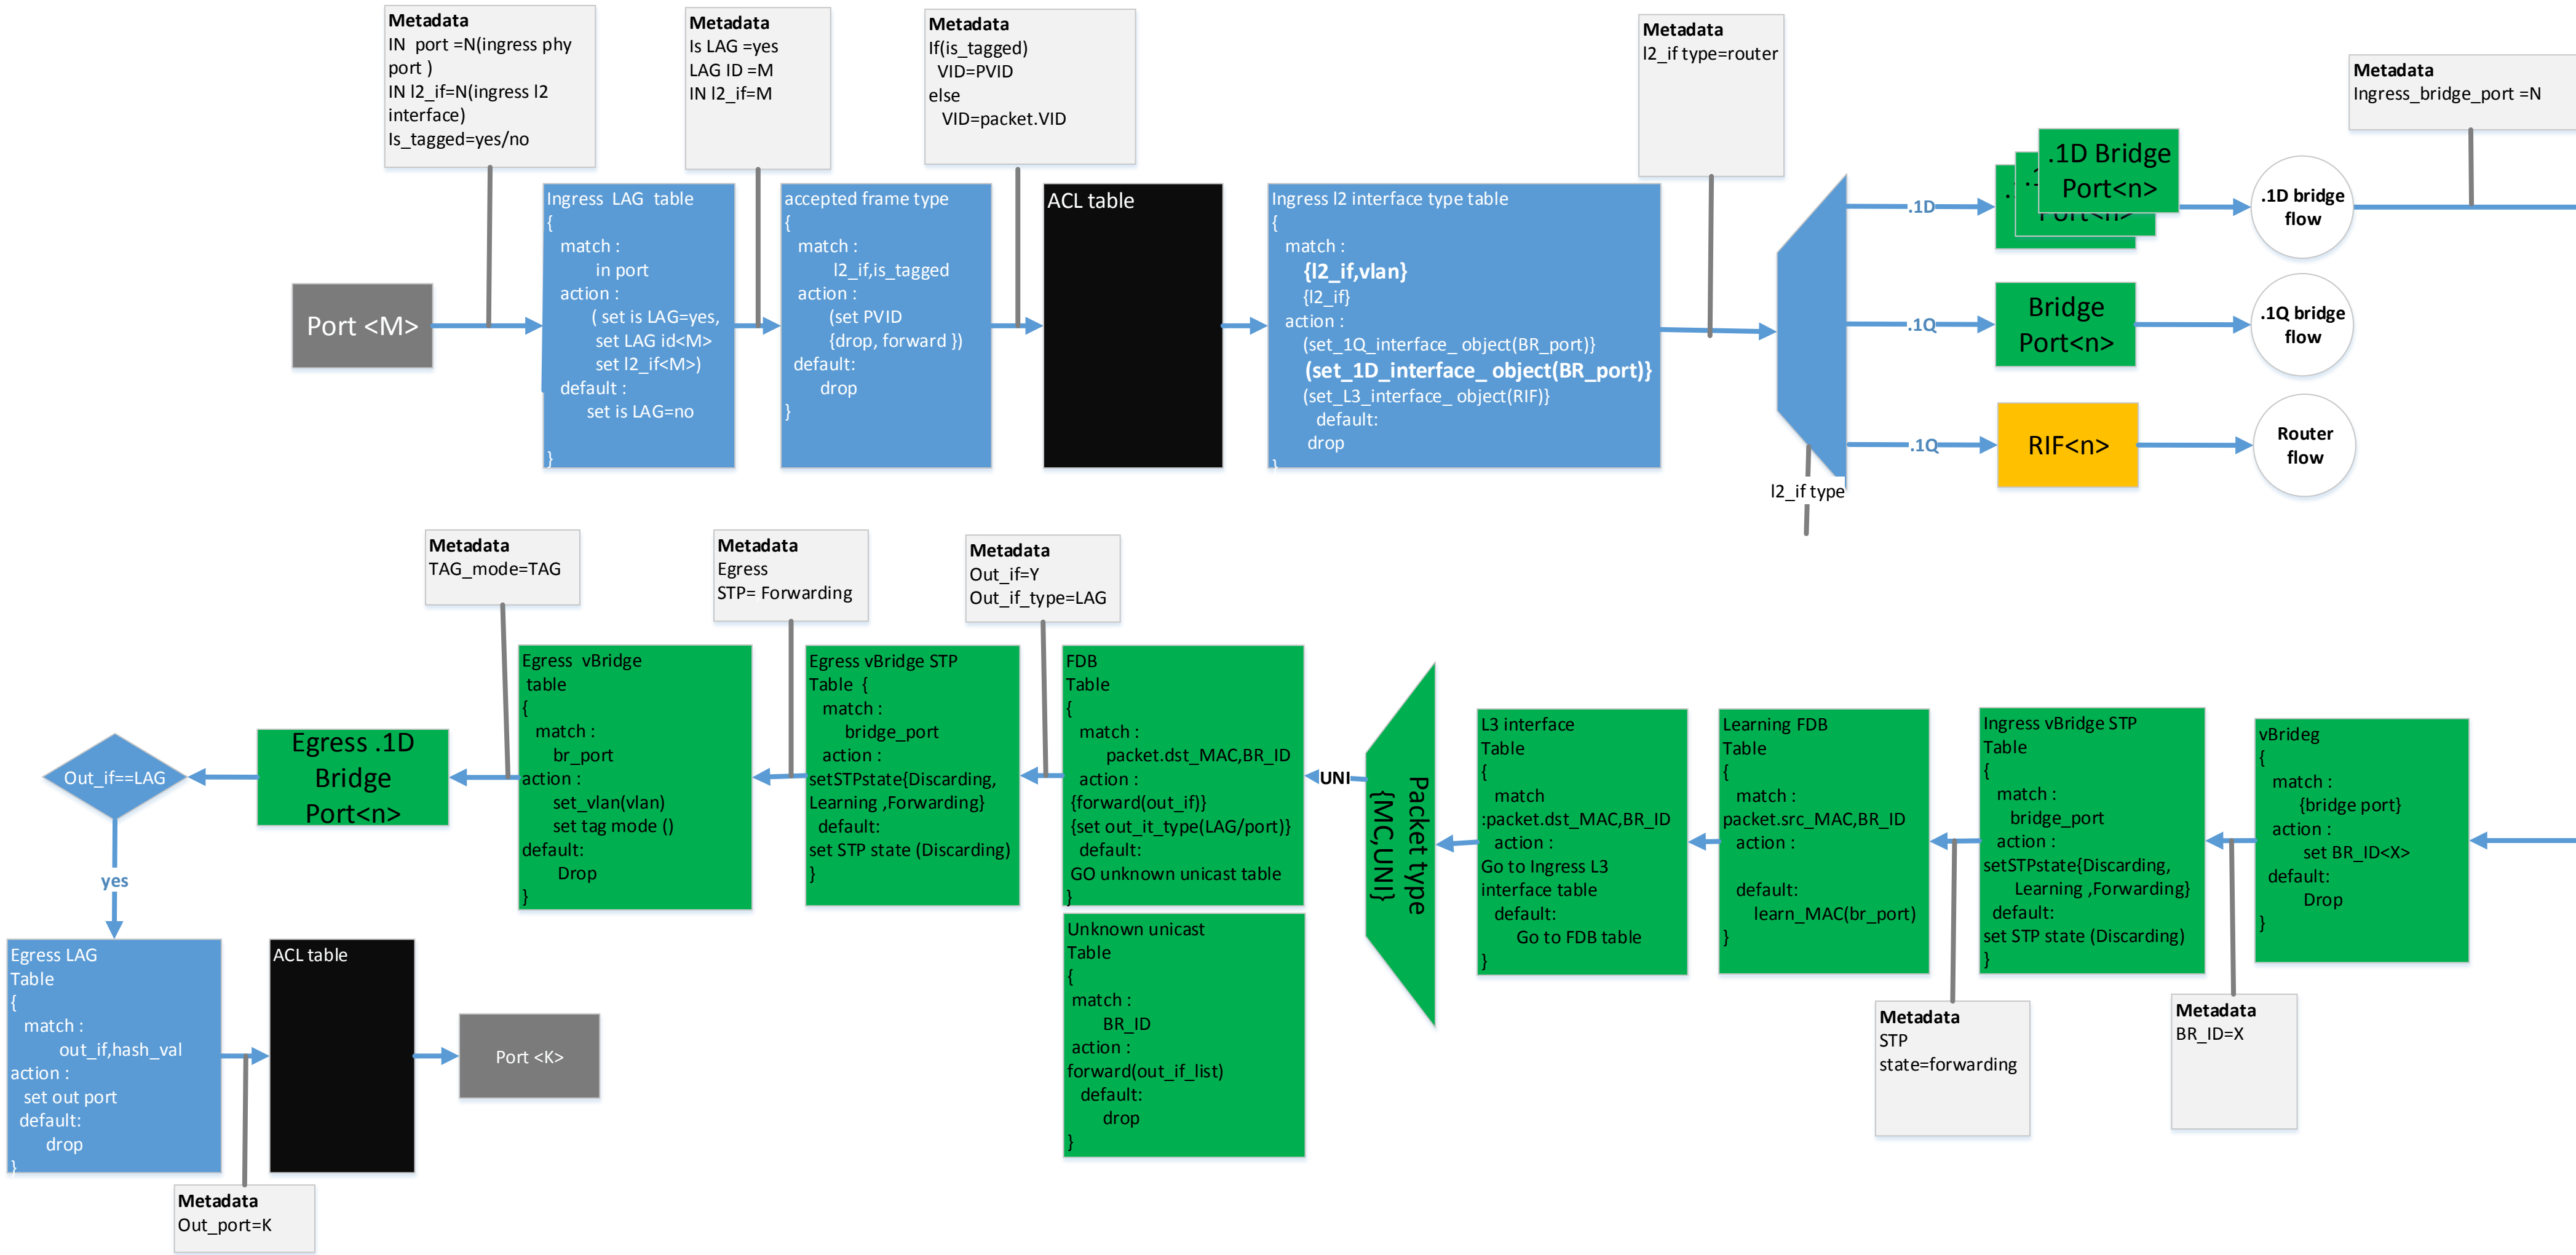 Metadata
IN  port =N(ingress phy
port )
IN l2_if=N(ingress l2
interface)
Is_tagged=yes/no
Metadata
Is LAG =yes
LAG ID =M
IN l2_if=M
Metadata
If(is_tagged)
VID=PVID
else
VID=packet.VID
Metadata
l2_if type=router
Metadata
Ingress_bridge_port =N
Port <M>
Ingress  LAG  table
{
match :
in port
action :
( set is LAG=yes,
set LAG id<M>
set l2_if<M>)
default :
set is LAG=no
}
accepted frame type
{
match :
l2_if,is_tagged
action :
(set PVID
{drop, forward })
default:
drop
}
ACL table
Ingress l2 interface type table
{
match :
{l2_if,vlan}
{l2_if}
action :
(set_1Q_interface_ object(BR_port)}
(set_1D_interface_ object(BR_port)}
(set_L3_interface_ object(RIF)}
default:
drop
}
l2_if type
.1D
.1D Bridge
Port<n>
Port<n>
.1D bridge
flow
.1Q
Bridge
Port<n>
.1Q bridge
flow
.1Q
RIF<n>
Router
flow
Metadata
TAG_mode=TAG
Metadata
Egress
STP= Forwarding
Metadata
Out_if=Y
Out_if_type=LAG
Out_if==LAG
yes
Egress .1D
Bridge
Port<n>
Egress  vBridge
table
{
match :
br_port
action :
set_vlan(vlan)
set tag mode ()
default:
Drop
}
Egress vBridge STP
Table  {
match :
bridge_port
action :
setSTPstate{Discarding,
Learning ,Forwarding}
default:
set STP state (Discarding)
}
FDB
Table
{
match :
packet.dst_MAC,BR_ID
action :
{forward(out_if)}
{set out_it_type(LAG/port)}
default:
GO unknown unicast table
}
Unknown unicast
Table
{
match :
BR_ID
action :
forward(out_if_list)
default:
drop
}
UNI
Packet type
{MC,UNI}
L3 interface
Table
{
match
:packet.dst_MAC,BR_ID
action :
Go to Ingress L3
interface table
default:
Go to FDB table
}
Learning FDB
Table
{
match :
packet.src_MAC,BR_ID
action :
default:
learn_MAC(br_port)
}
Ingress vBridge STP
Table
{
match :
bridge_port
action :
setSTPstate{Discarding,
Learning ,Forwarding}
default:
set STP state (Discarding)
}
vBrideg
{
match :
{bridge port}
action :
set BR_ID<X>
default:
Drop
}
Metadata
STP
state=forwarding
Metadata
BR_ID=X
Egress LAG
Table
{
match :
out_if,hash_val
action :
set out port
default:
drop
}
ACL table
Port <K>
Metadata
Out_port=K